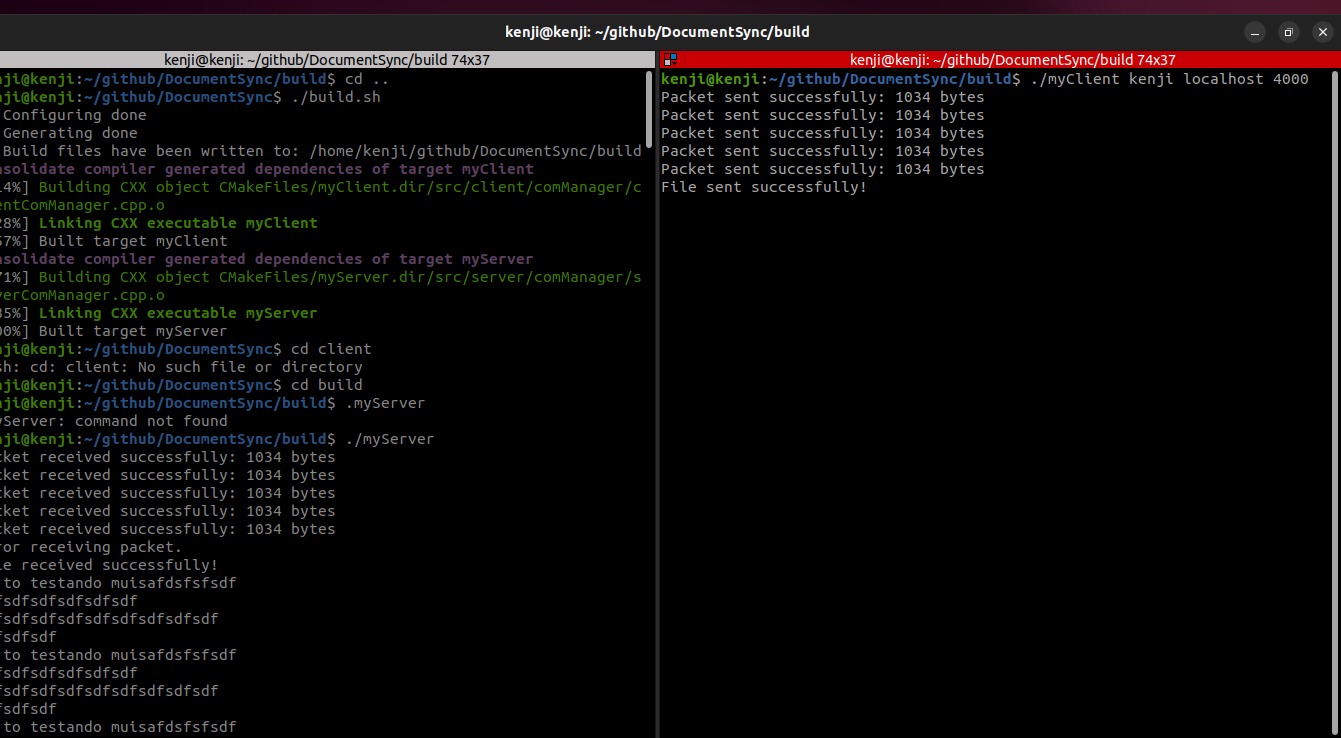 kenji@kenji: ~/github/DocumentSync/build
kenji@kenji: ~/github/DocumentSync/build 74x37
nji@kenji:~/github/DocumentSync/build$ cd ..
nji@kenji:~/github/DocumentSync$ ./build.sh
Configuring done
Generating done
Build files have been written to: /home/kenji/github/DocumentSync/build
nsolidate compiler generated dependencies of target myClient
14%] Building CXX object CMakeFiles/myClient.dir/src/client/comManager/c
entComManager.cpp.o
28%] Linking CXX executable myClient
57%] Built target myClient
nsolidate compiler generated dependencies of target myServer
71%] Building CXX object CMakeFiles/myServer.dir/src/server/comManager/s
verComManager.cpp.o
85%] Linking CXX executable myServer
00%] Built target myServer
nji@kenji:~/github/DocumentSync$ cd client
sh: cd: client: No such file or directory
nji@kenji:~/github/DocumentSync$ cd build
nji@kenji:~/github/DocumentSync/build$ .myServer
yServer: command not found
nji@kenji:~/github/DocumentSync/build$ ./myServer
cket received successfully: 1034 bytes
cket received successfully: 1034 bytes
cket received successfully: 1034 bytes
cket received successfully: 1034 bytes
cket received successfully: 1034 bytes
ror receiving packet.
le received successfully!
to testando muisafdsfsfsdf
fsdfsdfsdfsdfsdf
fsdfsdfsdfsdfsdfsdfsdfsdf
fsdfsdf
to testando muisafdsfsfsdf
fsdfsdfsdfsdfsdf
fsdfsdfsdfsdfsdfsdfsdfsdf
fsdfsdf
to testando muisafdsfsfsdf
kenji@kenji: ~/github/DocumentSync/build 74x37
kenji@kenji:~/github/DocumentSync/build$ ./myClient kenji localhost 4000
Packet sent successfully: 1034 bytes
Packet sent successfully: 1034 bytes
Packet sent successfully: 1034 bytes
Packet sent successfully: 1034 bytes
Packet sent successfully: 1034 bytes
File sent successfully!